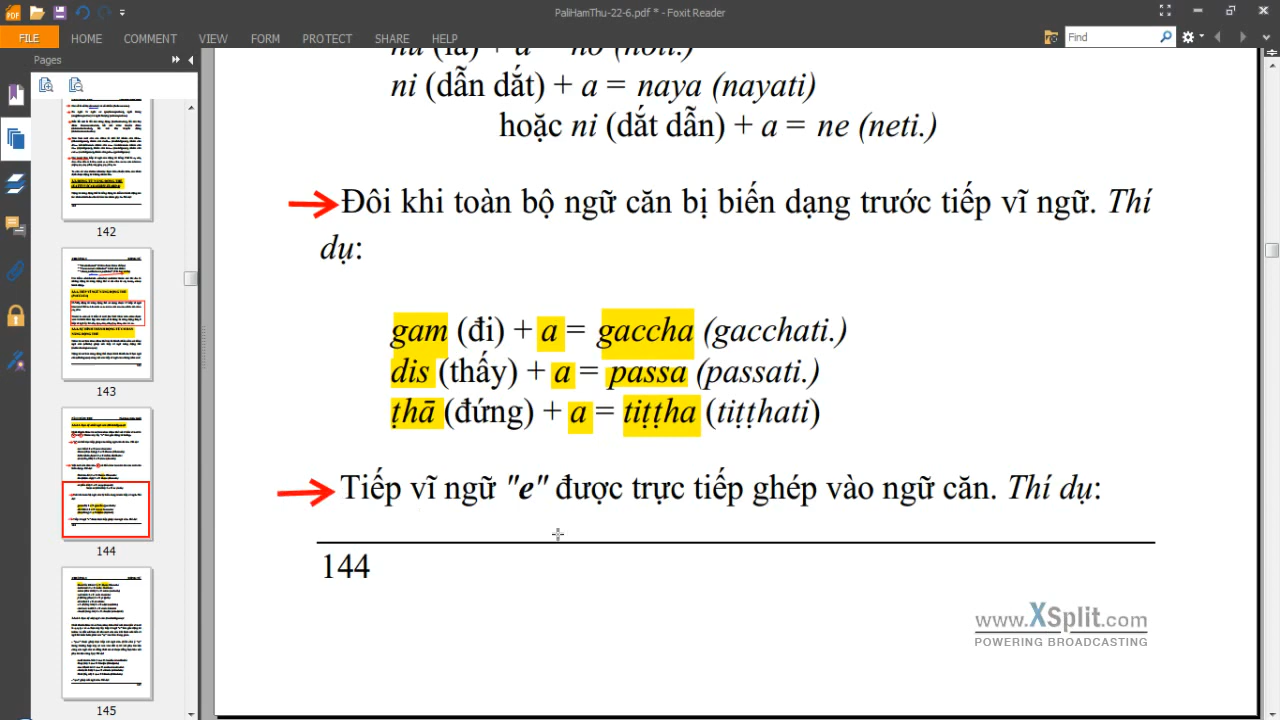 PaliHamThu-22-6.pdf * - Foxit Reader
FILE HOME COMMENT VIEW FORM PROTECT SHARE HELP Find
Pages
142
143
144
145
ni (dẫn dắt) + a = naya (nayati)
hoặc ni (dắt dẫn) + a = ne (neti.)
Đôi khi toàn bộ ngữ căn bị biến dạng trước tiếp vĩ ngữ. Thí
dụ:
gam (đi) + a = gaccha (gacchati.)
dis (thấy) + a = passa (passati.)
ṭhā (đứng) + a = tiṭṭha (tiṭṭhati)
Tiếp vĩ ngữ "e" được trực tiếp ghép vào ngữ căn. Thí dụ:
144
www.XSplit.com
POWERING BROADCASTING